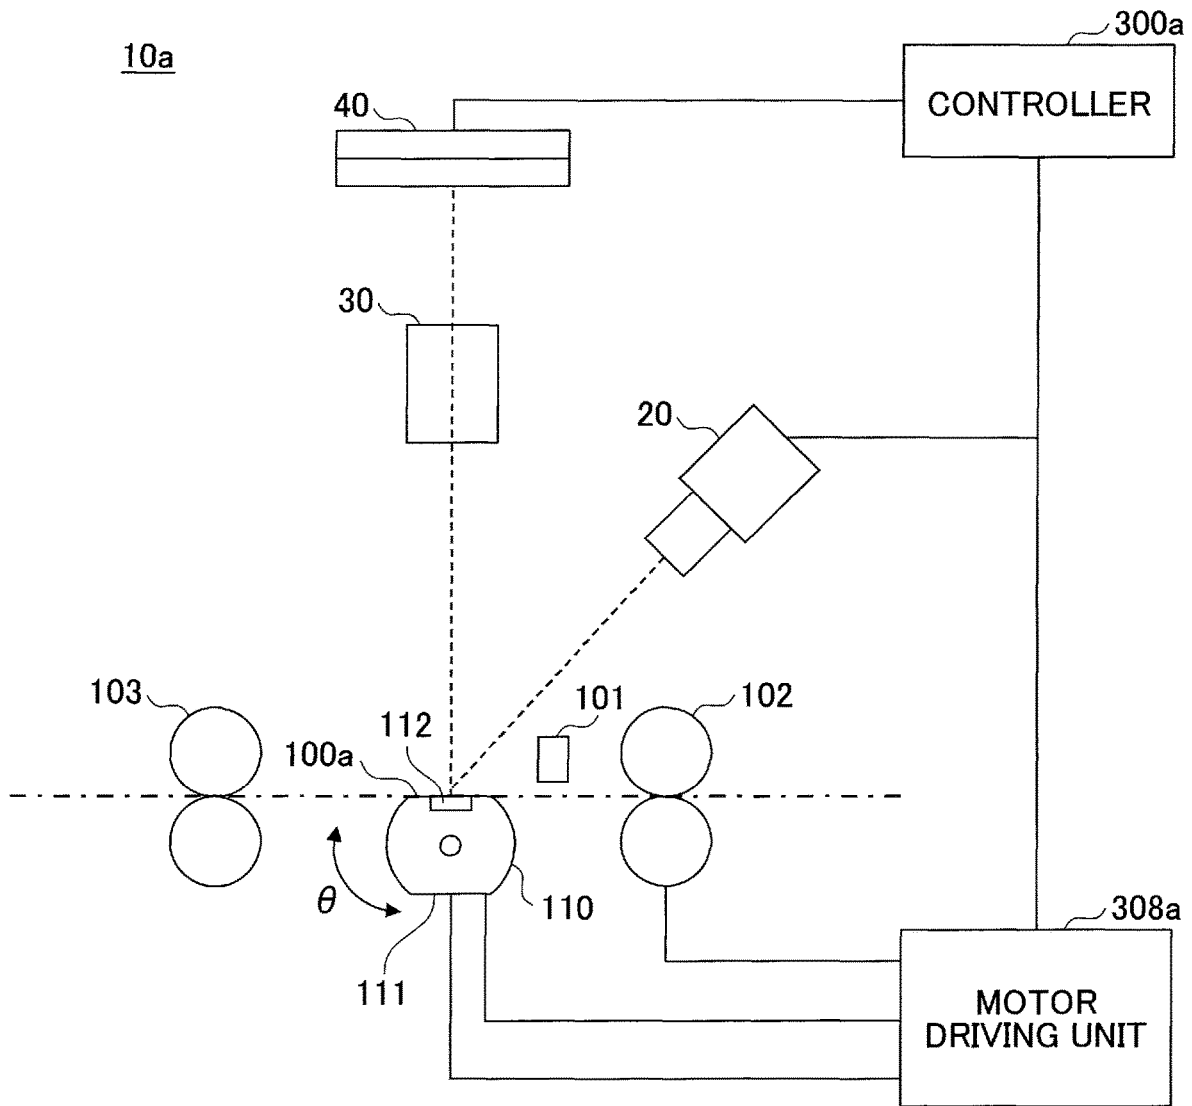 300a
10a
CONTROLLER
40
30
20
103
101
102
112
100a
θ
110
111
308a
MOTOR
DRIVING UNIT